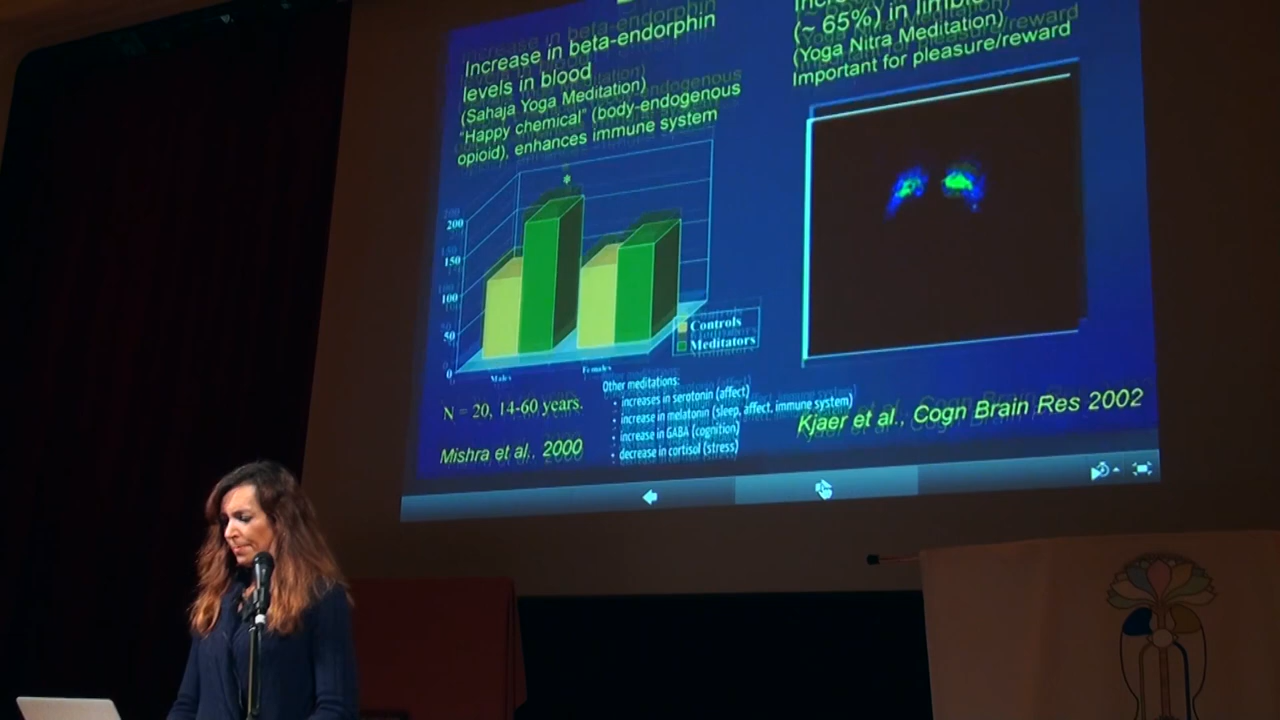 Increase in beta-endorphin
levels in blood
(Sahaja Yoga Meditation)
"Happy chemical" (body-endogenous
opioid), enhances immune system
*
200
150
100
50
0
Males
Females
Controls
Meditators
N = 20, 14-60 years.
Mishra et al., 2000
Other meditations:
• increases in serotonin (affect)
• increase in melatonin (sleep, affect, immune system)
• increase in GABA (cognition)
• decrease in cortisol (stress)
(~ 65%) in
(Yoga Nitra Meditation)
Important for pleasure/reward
Kjaer et al., Cogn Brain Res 2002